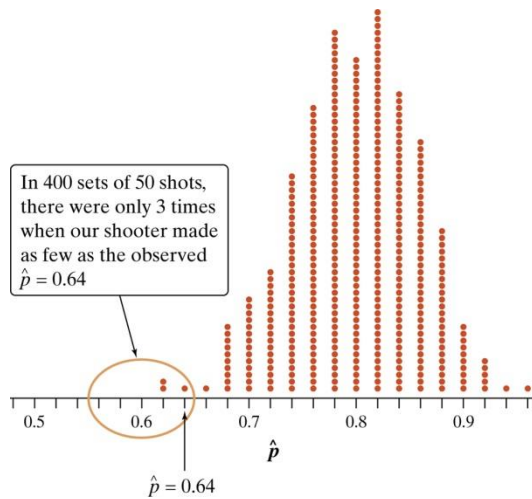 In 400 sets of 50 shots,
there were only 3 times
when our shooter made
as few as the observed
p̂ = 0.64
0.5 0.6 0.7 0.8 0.9
p̂
p̂ = 0.64